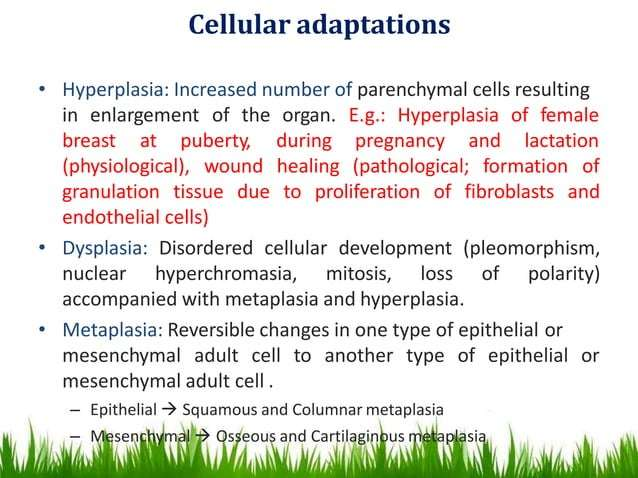 Cellular adaptations
• Hyperplasia: Increased number of parenchymal cells resulting
in enlargement of the organ. E.g.: Hyperplasia of female
breast at puberty, during pregnancy and lactation
(physiological), wound healing (pathological; formation of
granulation tissue due to proliferation of fibroblasts and
endothelial cells)
• Dysplasia: Disordered cellular development (pleomorphism,
nuclear hyperchromasia, mitosis, loss of polarity)
accompanied with metaplasia and hyperplasia.
• Metaplasia: Reversible changes in one type of epithelial or
mesenchymal adult cell to another type of epithelial or
mesenchymal adult cell .
– Epithelial → Squamous and Columnar metaplasia
– Mesenchymal → Osseous and Cartilaginous metaplasia